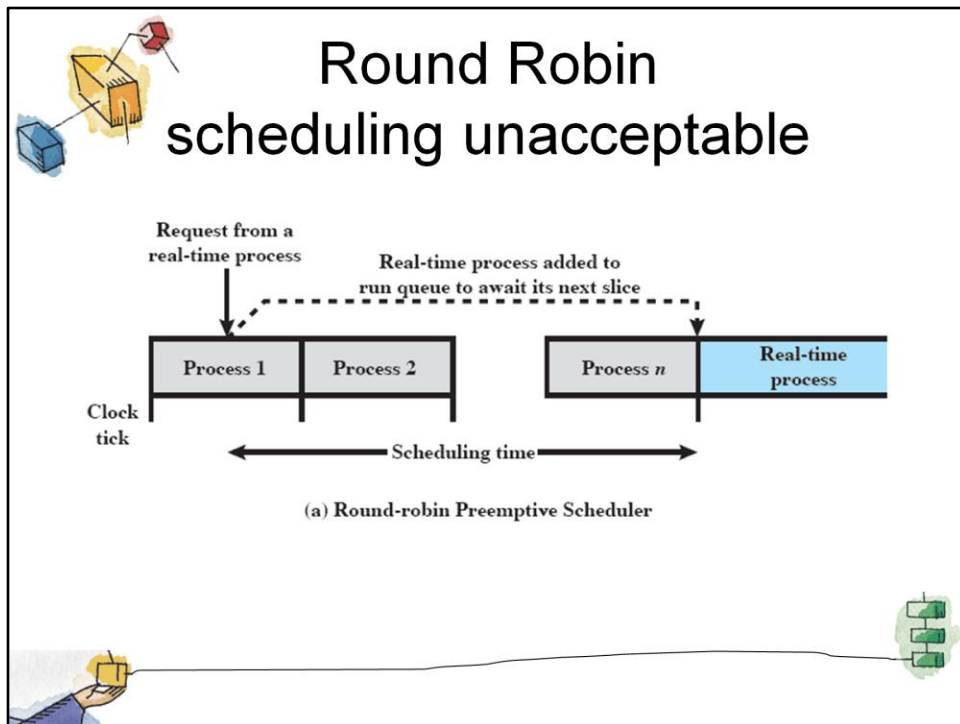 Round Robin
scheduling unacceptable
Request from a
real-time process
Real-time process added to
run queue to await its next slice
Process 1
Process 2
Process n
Real-time
process
Clock
tick
Scheduling time
(a) Round-robin Preemptive Scheduler